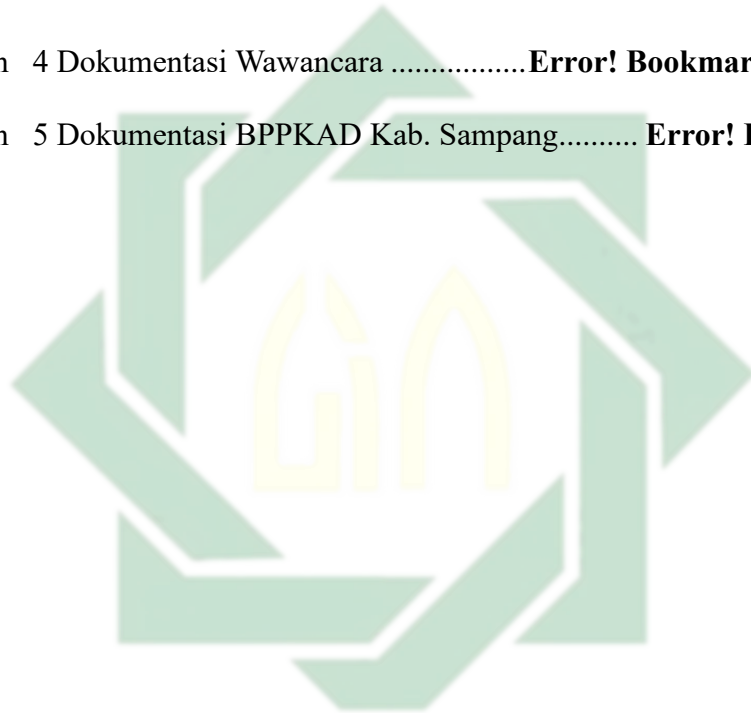 n 4 Dokumentasi Wawancara .................Error! Bookmar
n 5 Dokumentasi BPPKAD Kab. Sampang.......... Error!